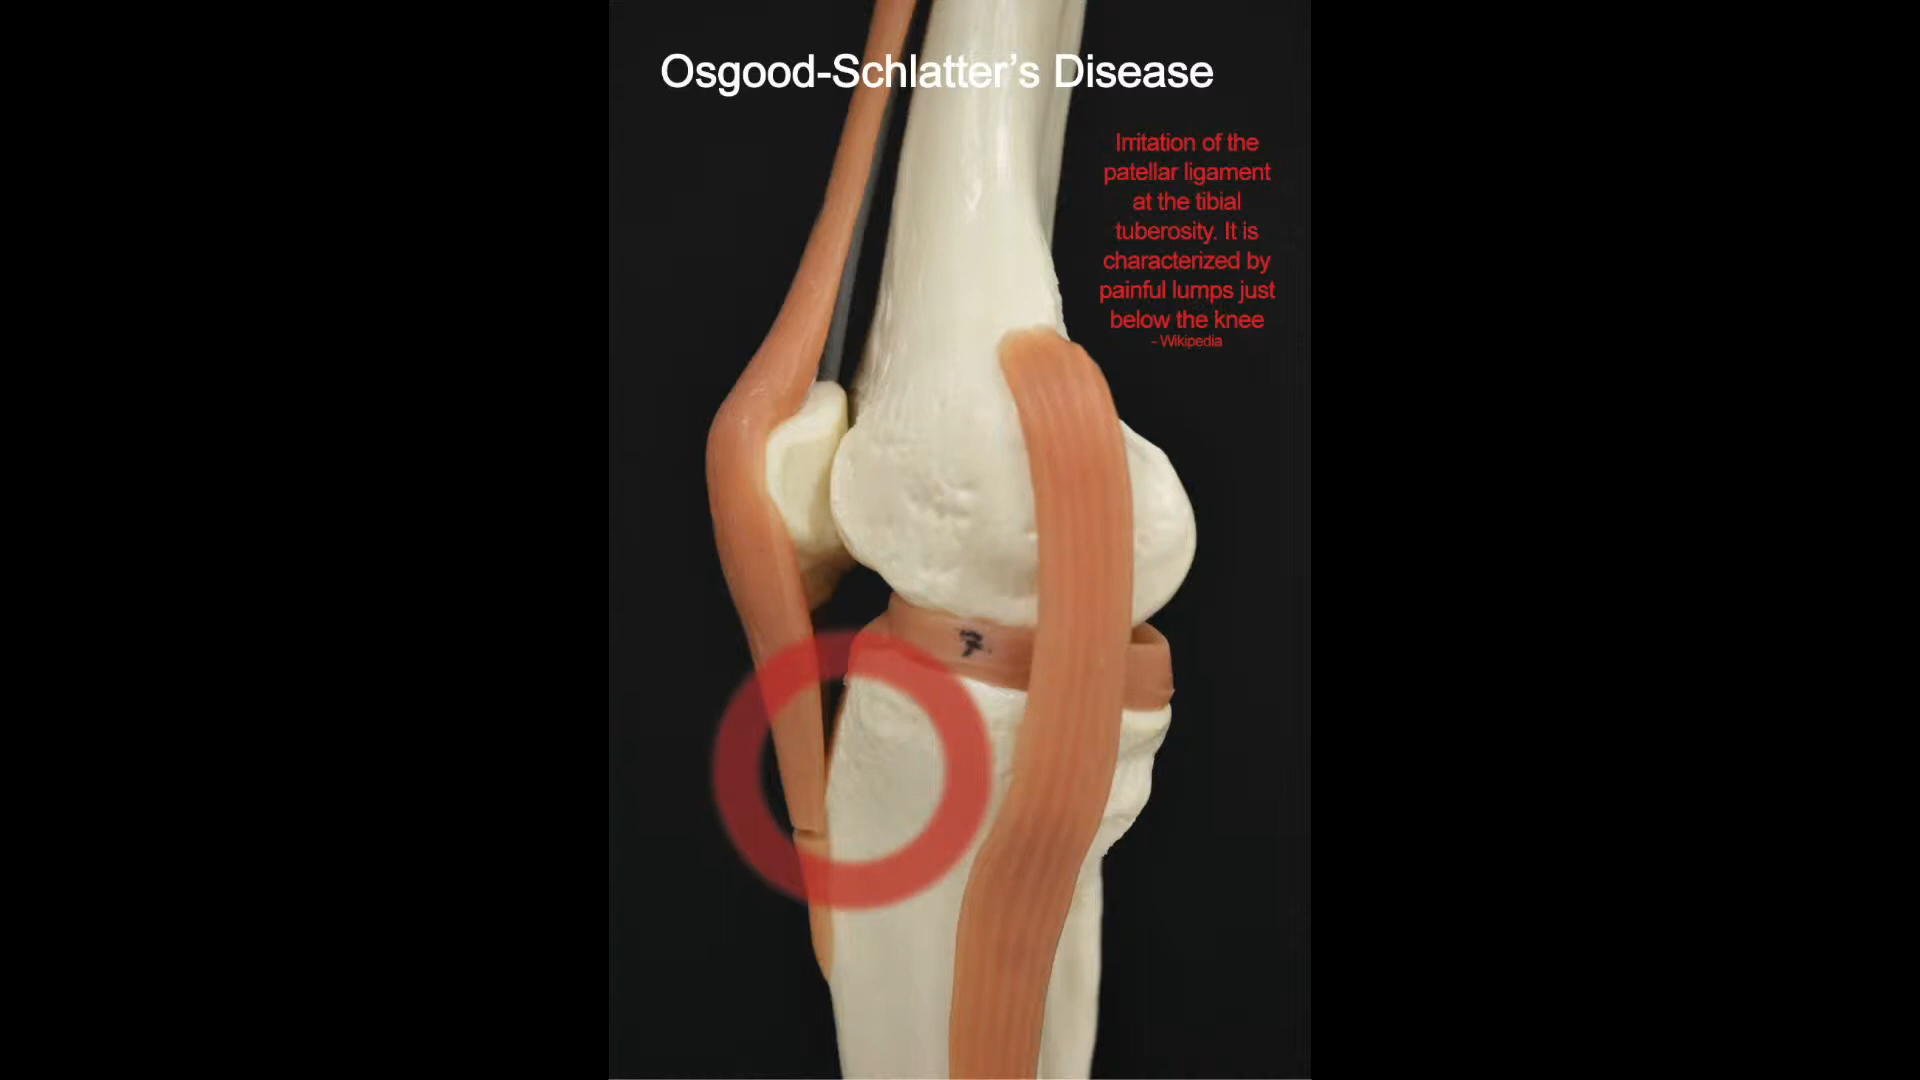 Osgood-Schlatter's Disease
Irritation of the
patellar ligament
at the tibial
tuberosity. It is
characterized by
painful lumps just
below the knee
- Wikipedia
7